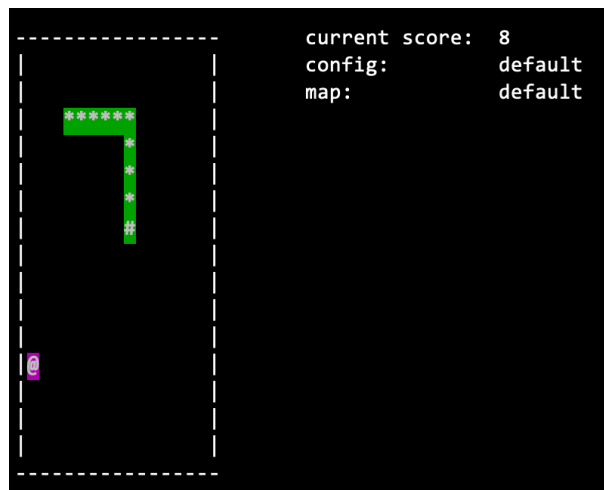 ----------------- current score: 8
| | config: default
| | map: default
| ****** |
| * |
| * |
| * |
| # |
| |
| |
| |
| |
|@ |
| |
| |
| |
-----------------